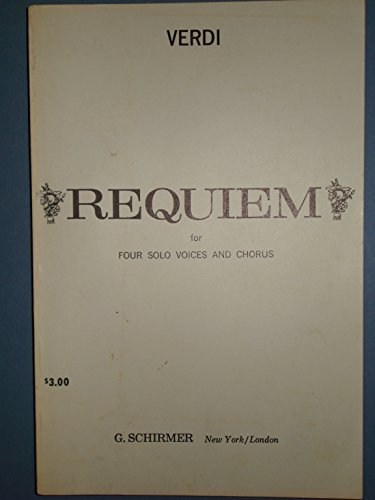 VERDI
REQUIEM
for
FOUR SOLO VOICES AND CHORUS
$3.00
G. SCHIRMER New York/London